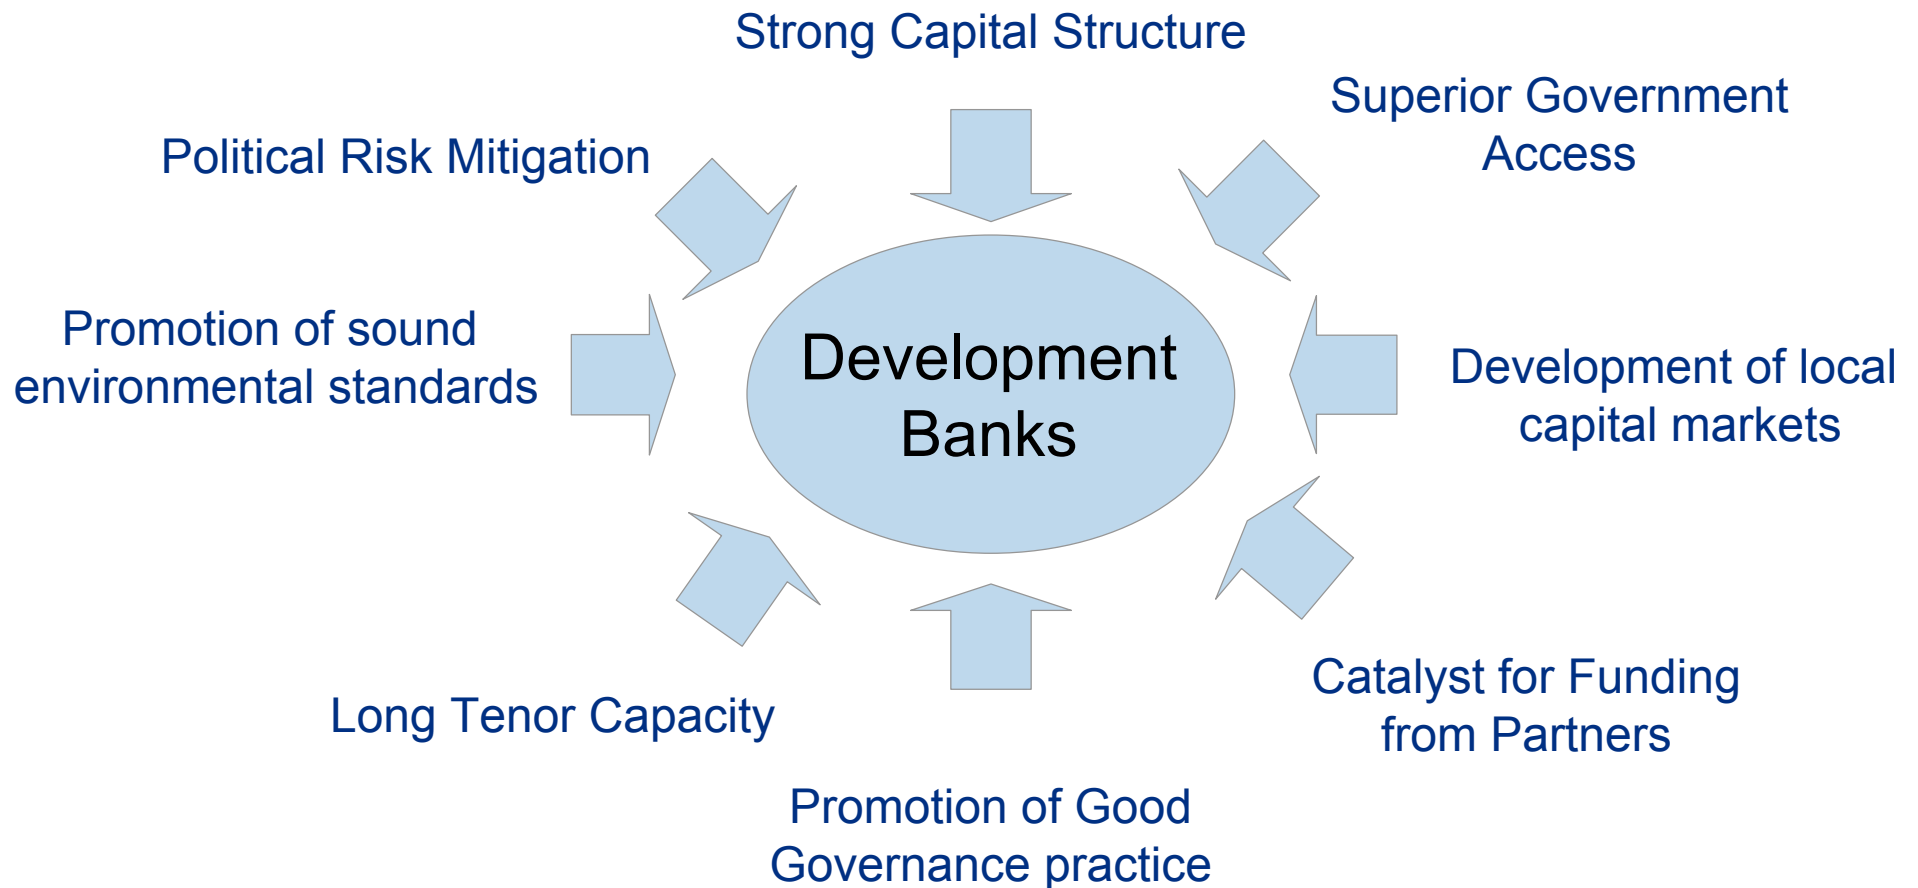 Strong Capital Structure
Superior Government
Access
Political Risk Mitigation
Promotion of sound
environmental standards
Development
Banks
Development of local
capital markets
Long Tenor Capacity
Catalyst for Funding
from Partners
Promotion of Good
Governance practice